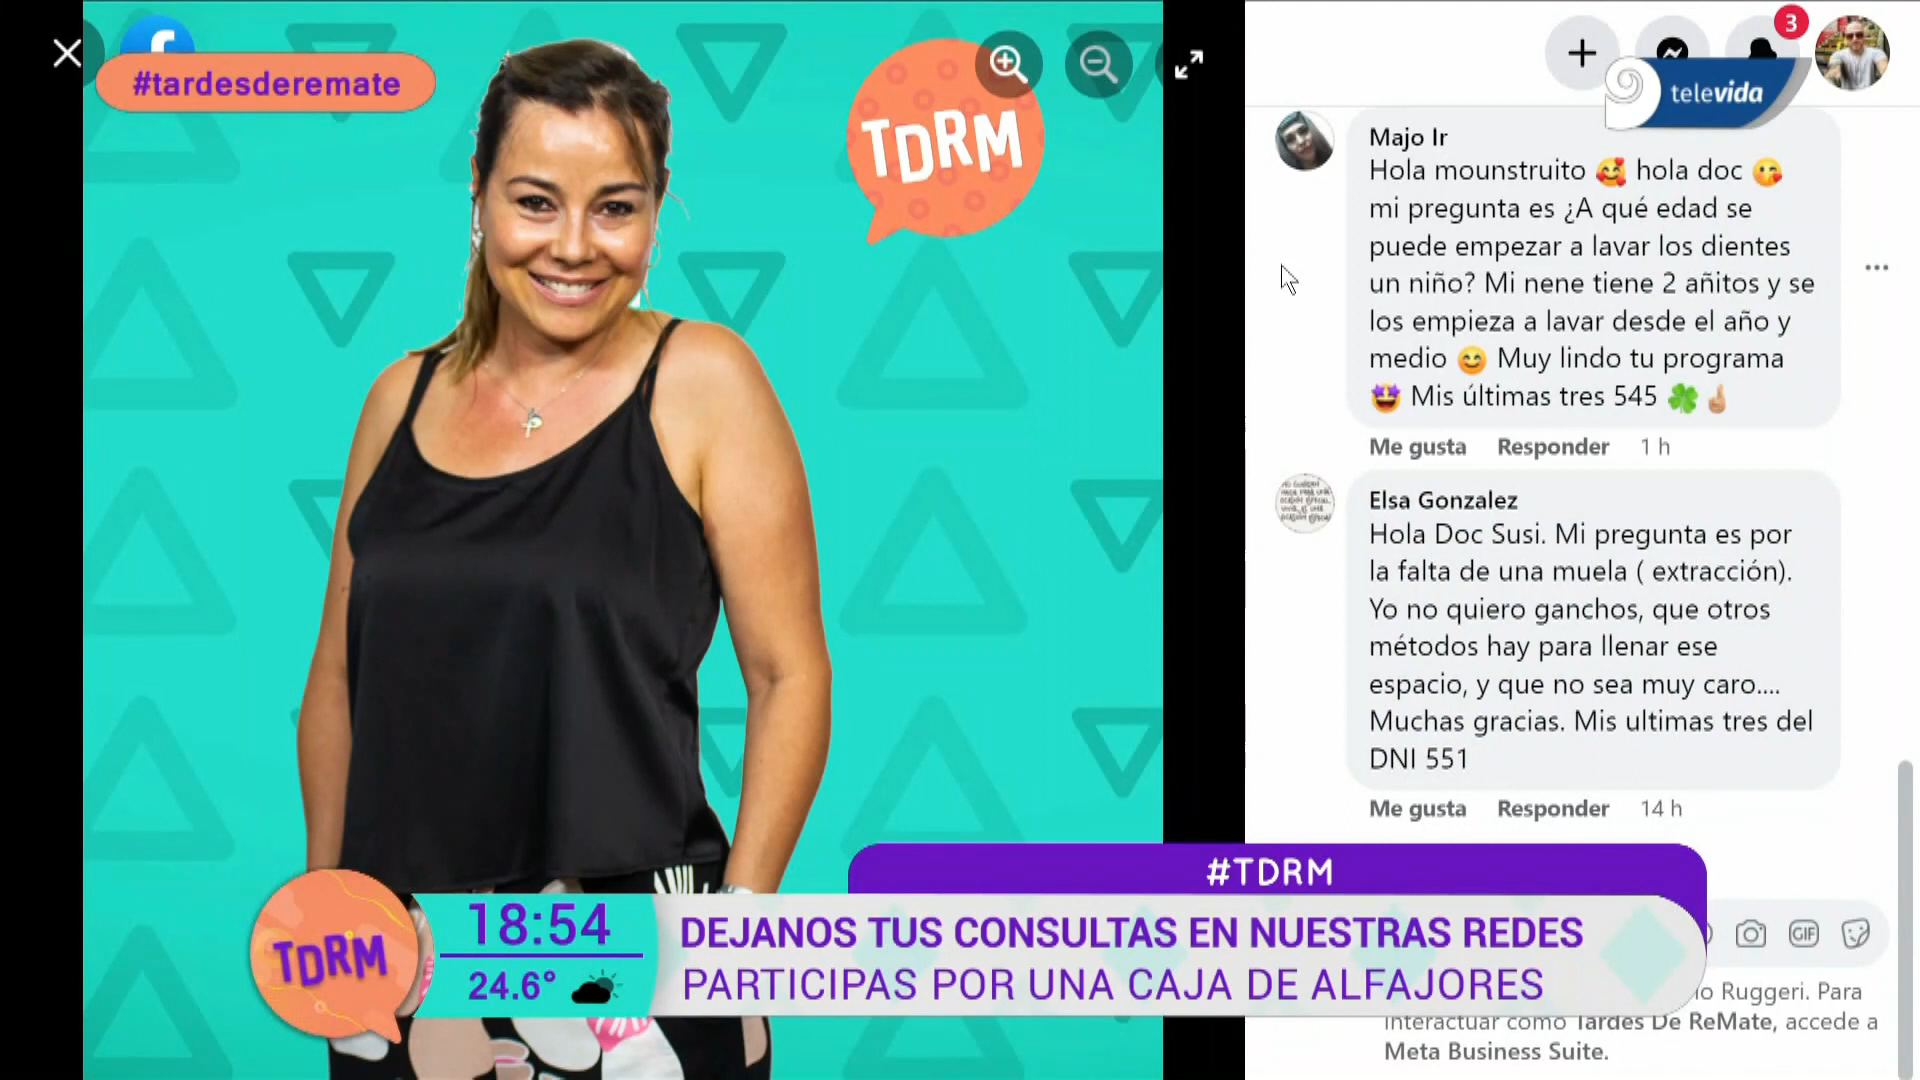 #tardesderemate
TDRM
3
televida
Majo Ir
Hola mounstruito 🥰 hola doc 😘
mi pregunta es ¿A qué edad se
puede empezar a lavar los dientes
un niño? Mi nene tiene 2 añitos y se
los empieza a lavar desde el año y
medio 😊 Muy lindo tu programa
🤩 Mis últimas tres 545 🍀🤞🏼
Me gusta Responder 1 h
Elsa Gonzalez
Hola Doc Susi. Mi pregunta es por
la falta de una muela ( extracción).
Yo no quiero ganchos, que otros
métodos hay para llenar ese
espacio, y que no sea muy caro....
Muchas gracias. Mis ultimas tres del
DNI 551
Me gusta Responder 14 h
#TDRM
TDRM
18:54
24.6°
DEJANOS TUS CONSULTAS EN NUESTRAS REDES
PARTICIPAS POR UNA CAJA DE ALFAJORES
GIF
Ruggeri. Para
interactuar como Tardes De ReMate, accede a
Meta Business Suite.